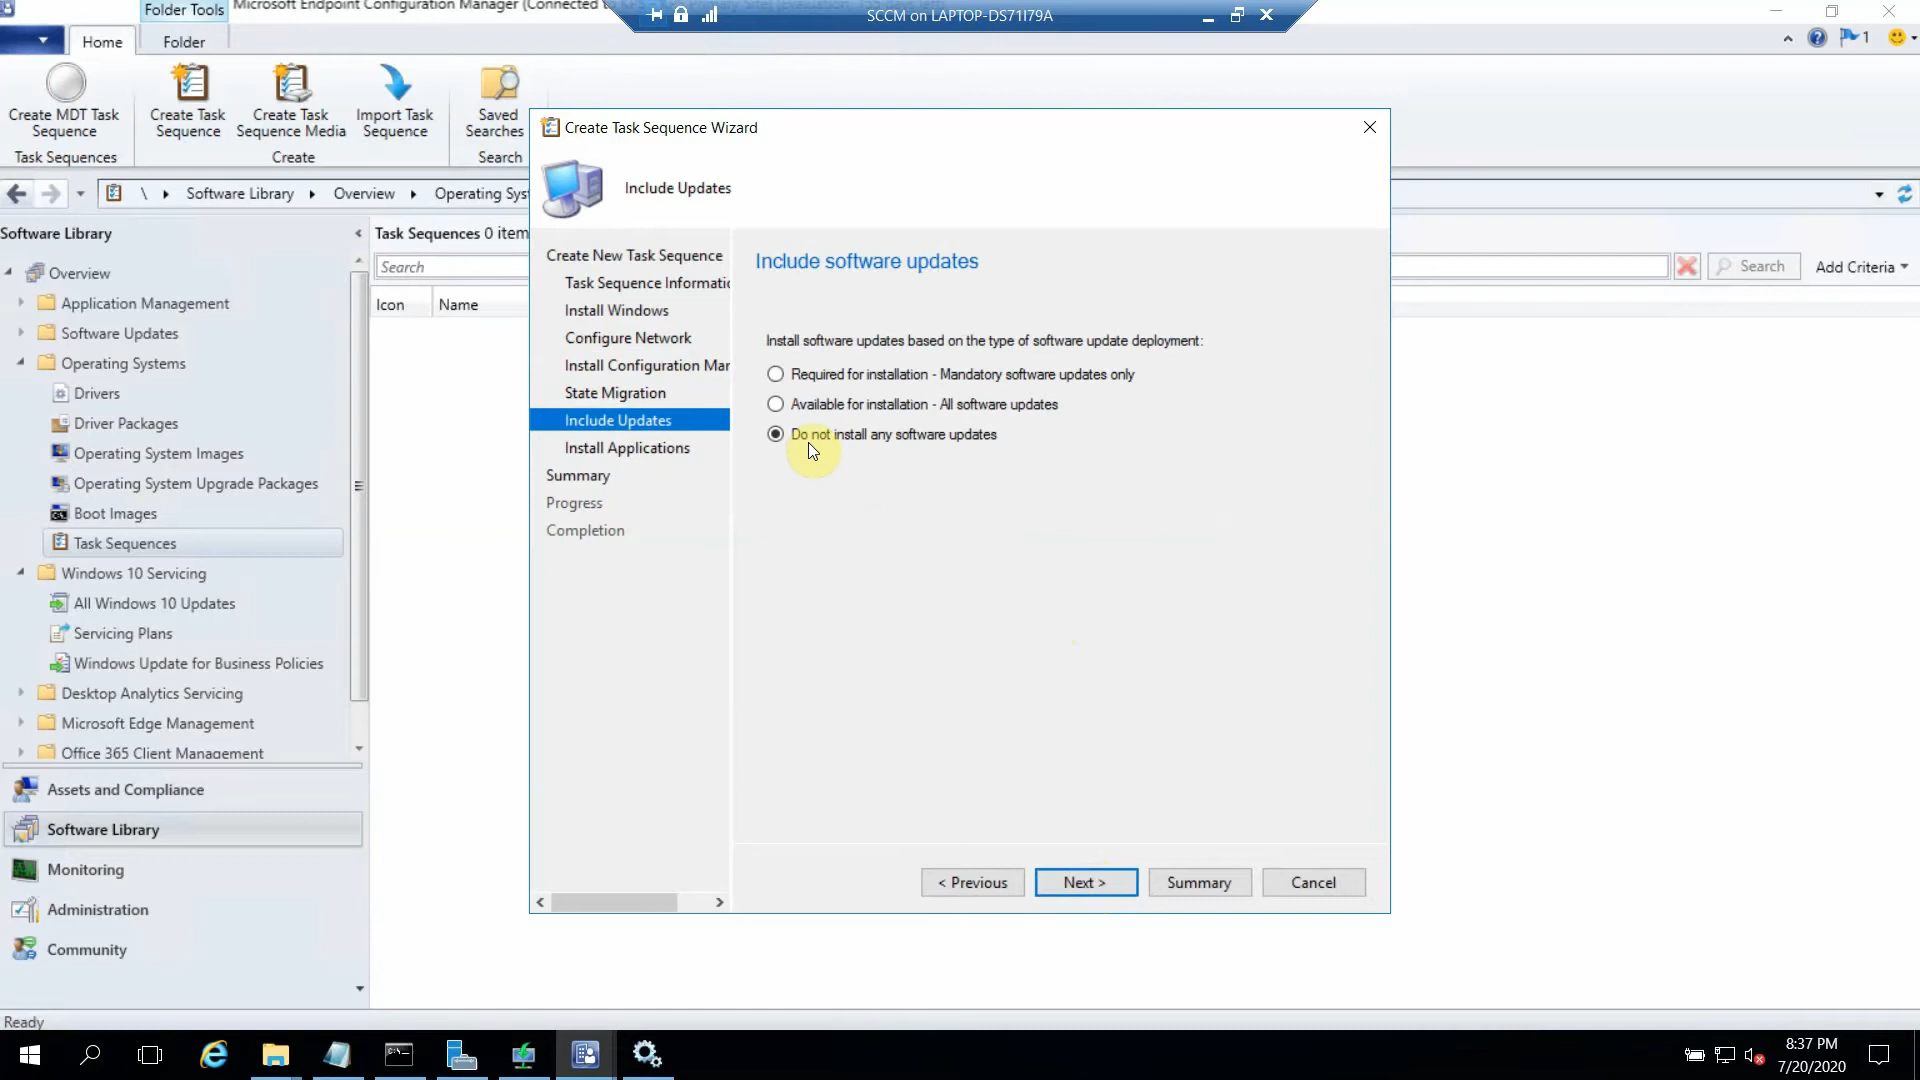 Folder Tools
Microsoft Endpoint Configuration Manager (Connected to
SCCM on LAPTOP-DS71I79A
Home
Folder
1
Create MDT Task
Sequence
Create Task
Sequence
Create Task
Sequence Media
Import Task
Sequence
Saved
Searches
Task Sequences
Create
Search
\ Software Library Overview Operating Sys
Software Library
Overview
Application Management
Software Updates
Operating Systems
Drivers
Driver Packages
Operating System Images
Operating System Upgrade Packages
Boot Images
Task Sequences
Windows 10 Servicing
All Windows 10 Updates
Servicing Plans
Windows Update for Business Policies
Desktop Analytics Servicing
Microsoft Edge Management
Office 365 Client Management
Assets and Compliance
Software Library
Monitoring
Administration
Community
Ready
Task Sequences 0 item
Search
Search
Add Criteria
Icon
Name
Create Task Sequence Wizard
Include Updates
Create New Task Sequence
Task Sequence Informatio
Install Windows
Configure Network
Install Configuration Mar
State Migration
Include Updates
Install Applications
Summary
Progress
Completion
Include software updates
Install software updates based on the type of software update deployment:
Required for installation - Mandatory software updates only
Available for installation - All software updates
Do not install any software updates
< Previous
Next >
Summary
Cancel
8:37 PM
7/20/2020